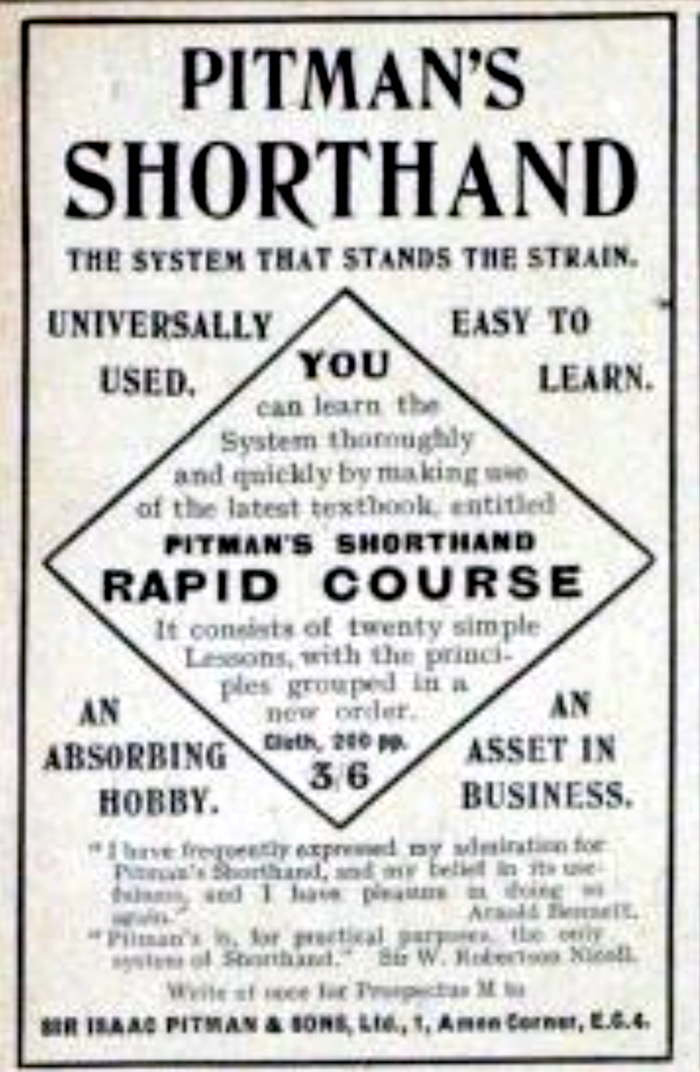 PITMAN'S
SHORTHAND
THE SYSTEM THAT STANDS THE STRAIN.
UNIVERSALLY
USED.
EASY TO
LEARN.
YOU
can learn the
System thoroughly
and quickly by making use
of the latest textbook, entitled
PITMAN'S SHORTHAND
RAPID COURSE
It consists of twenty simple
Lessons, with the princi-
ples grouped in a
new order.
Cloth, 200 pp.
3/6
AN
ABSORBING
HOBBY.
AN
ASSET IN
BUSINESS.
"I have frequently expressed my admiration for
Pitman's Shorthand, and my belief in its use-
fulness, and I have pleasure in doing so
again." Arnold Bennett.
"Pitman's is, for practical purposes, the only
system of Shorthand." Sir W. Robertson Nicoll.
Write at once for Prospectus M to
SIR ISAAC PITMAN & SONS, Ltd., 1, Amen Corner, E.C.4.